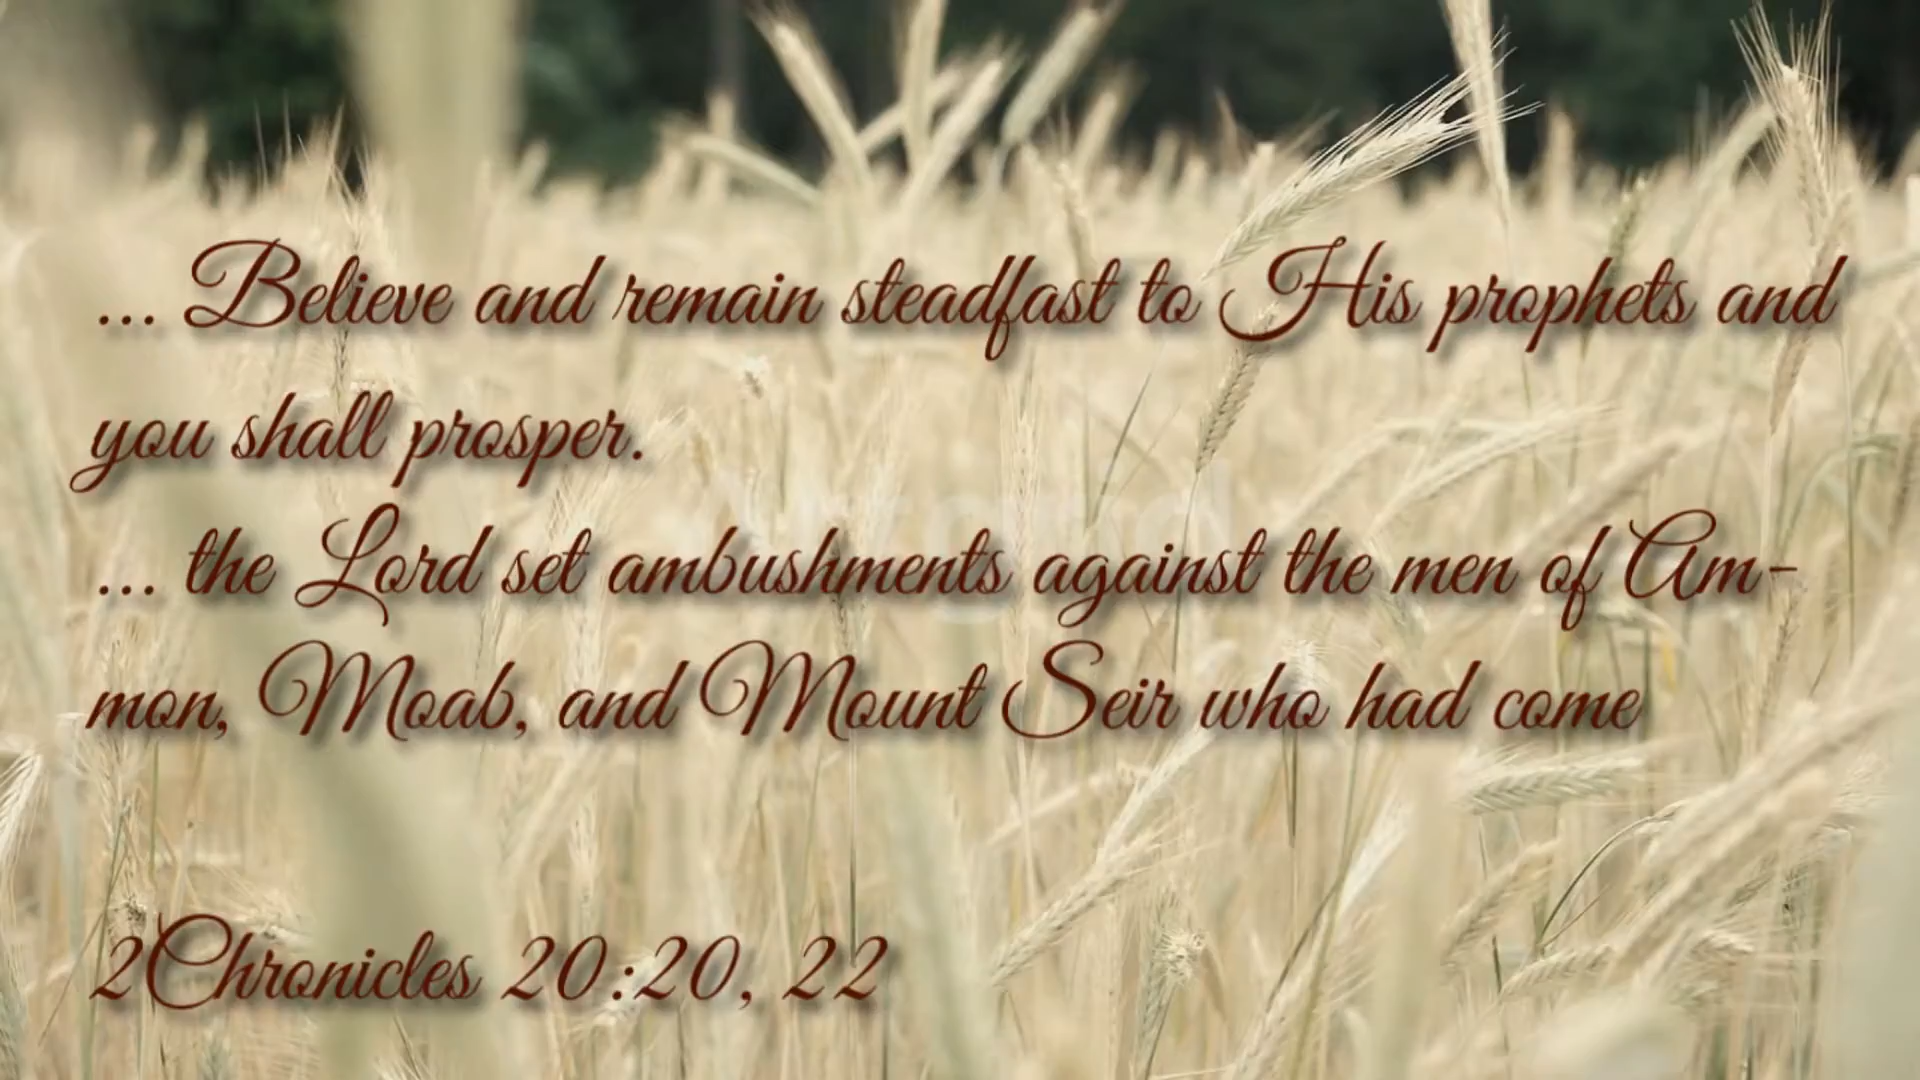 ... Believe and remain steadfast to His prophets and
you shall prosper.
... the Lord set ambushments against the men of Am-
mon, Moab, and Mount Seir who had come
2Chronicles 20:20, 22